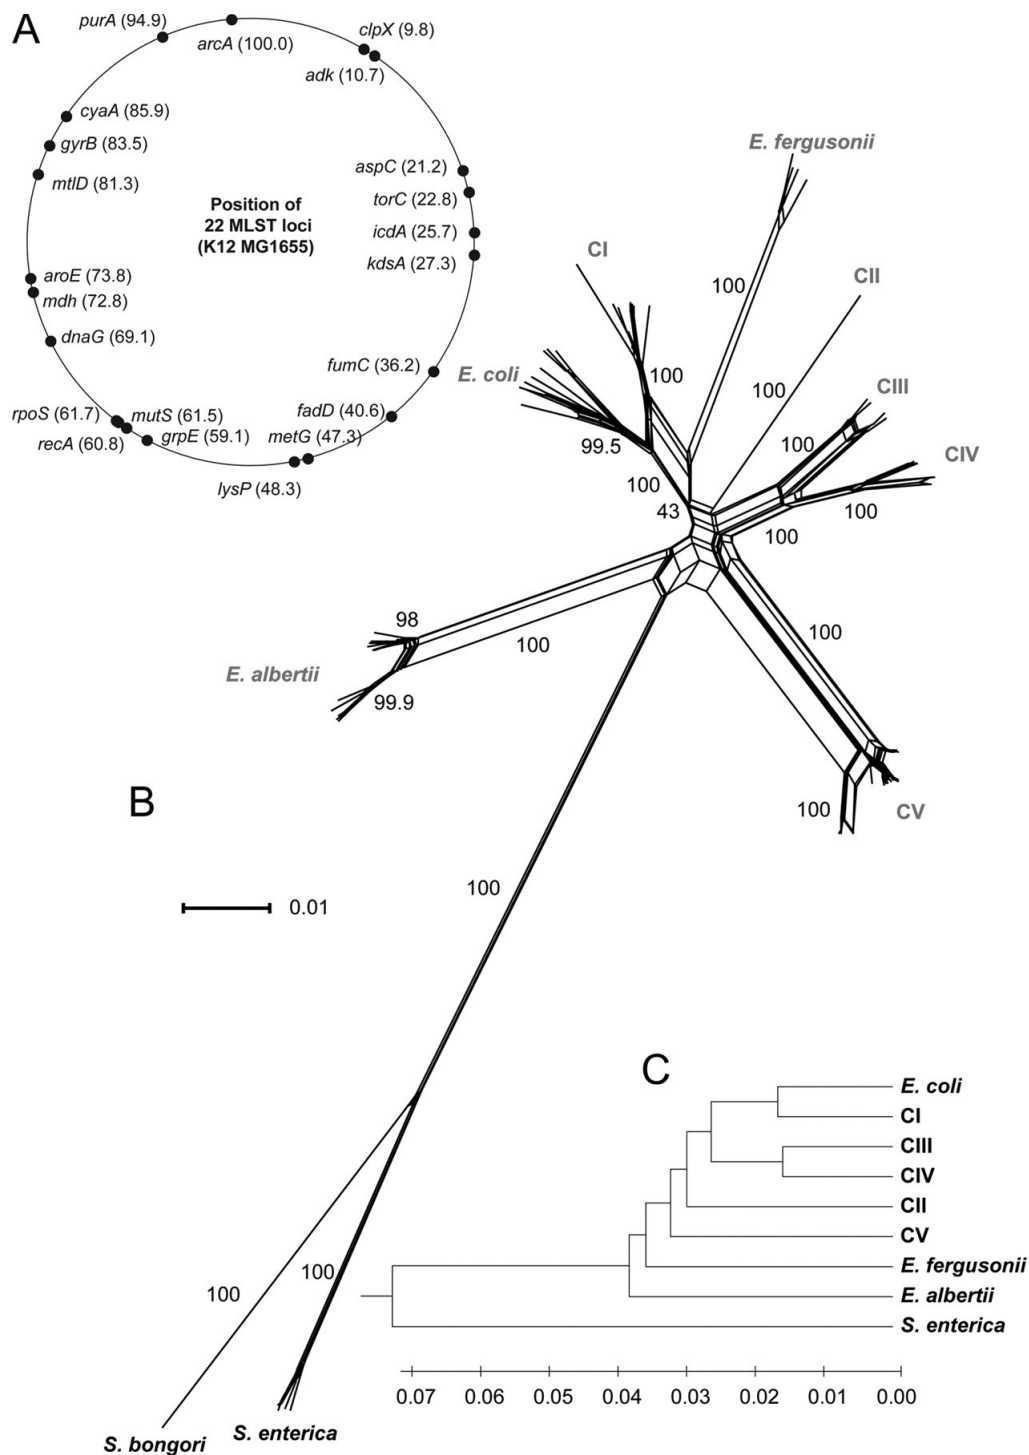 A
purA (94.9)
arcA (100.0)
clpX (9.8)
adk (10.7)
cyaA (85.9)
gyrB (83.5)
mtlD (81.3)
aspC (21.2)
torC (22.8)
icdA (25.7)
kdsA (27.3)
Position of
22 MLST loci
(K12 MG1655)
aroE (73.8)
mdh (72.8)
dnaG (69.1)
fumC (36.2)
fadD (40.6)
metG (47.3)
lysP (48.3)
rpoS (61.7)
mutS (61.5)
recA (60.8)
grpE (59.1)
B
E. fergusonii
CI
100
CII
E. coli
100
100
CIII
99.5
100
CIV
100
43
100
100
98
100
100
E. albertii
99.9
100
CV
100
0.01
100
100
S. bongori
S. enterica
C
E. coli
CI
CIII
CIV
CII
CV
E. fergusonii
E. albertii
S. enterica
0.07 0.06 0.05 0.04 0.03 0.02 0.01 0.00